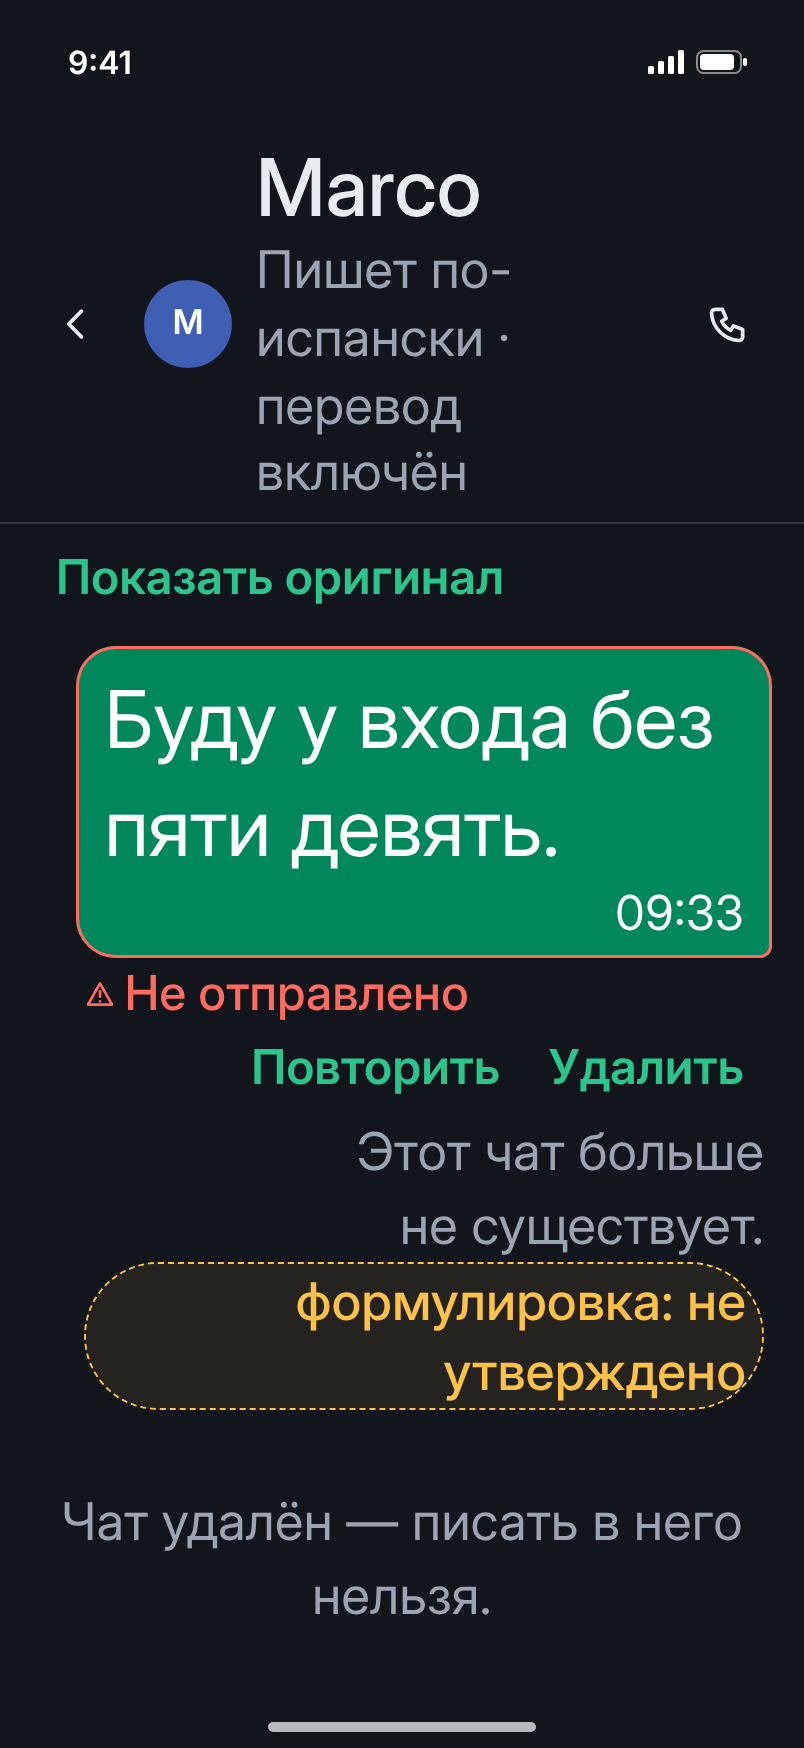 9:41
Marco
M
Пишет по-
испански ·
перевод
включён
Показать оригинал
Буду у входа без
пяти девять.
09:33
Не отправлено
Повторить Удалить
Этот чат больше
не существует.
формулировка: не
утверждено
Чат удалён — писать в него
нельзя.